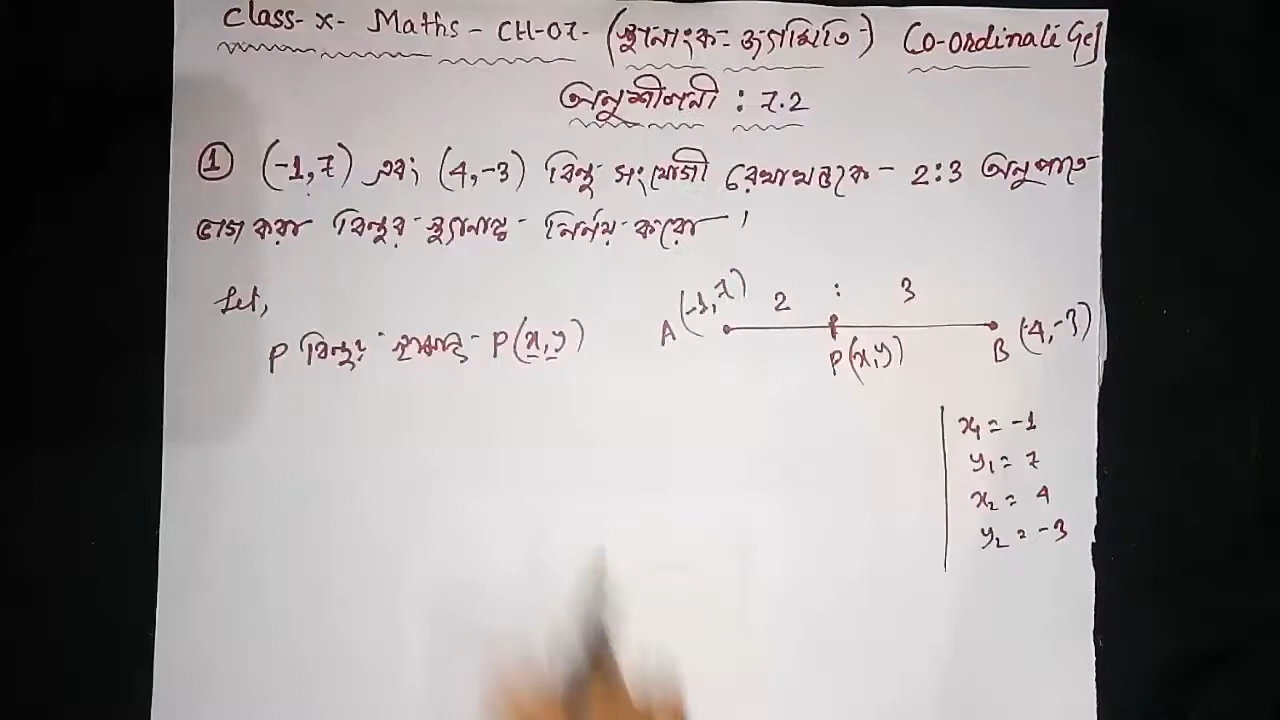 Class-X- Maths - CH-07- (স্থানাংক- জ্যামিতি-) Co-ordinate Geo
অনুশীলনী : 7.2
① (-1,7) এবং (4,-3) বিন্দু সংযোগী রেখাখণ্ডকে- 2:3 অনুপাতে
ভাগ করা বিন্দুর স্থানাঙ্ক নির্ণয় করো।
Let,
P বিন্দুর P(x,y)
A (-1,7) 2 : 3 B (4,-3)
P(x,y)
x₁ = -1
y₁ = 7
x₂ = 4
y₂ = -3